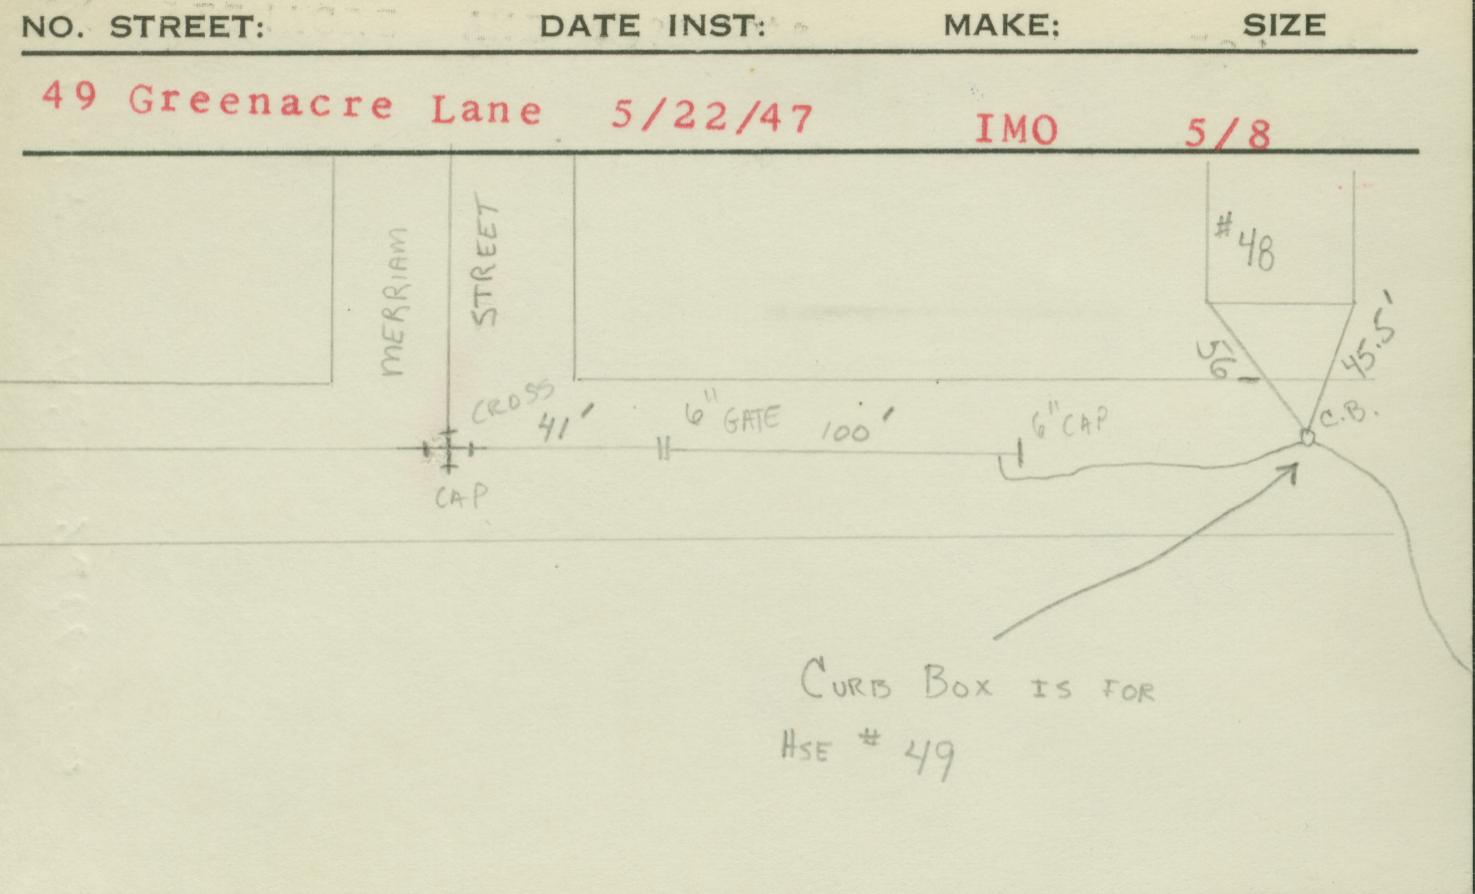 NO. STREET: DATE INST: MAKE: SIZE
49 Greenacre Lane 5/22/47 IMO 5/8
MERRIAM
STREET
#48
56'
45.5'
CROSS
41'
6" GATE
100'
6" CAP
C.B.
CAP
CURB BOX IS FOR
HSE # 49